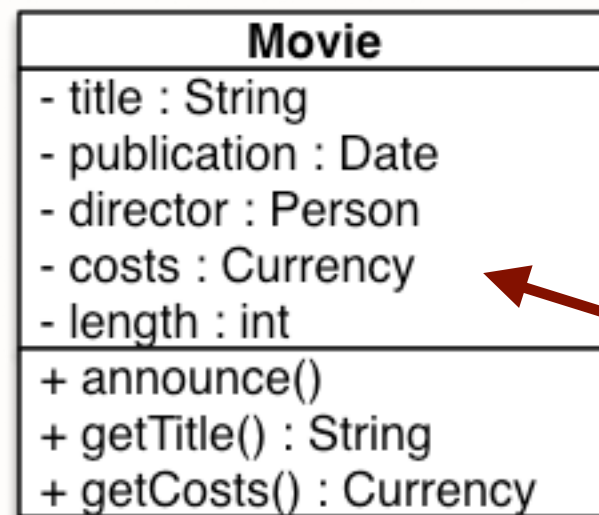 Movie
- title : String
- publication : Date
- director : Person
- costs : Currency
- length : int
+ announce()
+ getTitle() : String
+ getCosts() : Currency